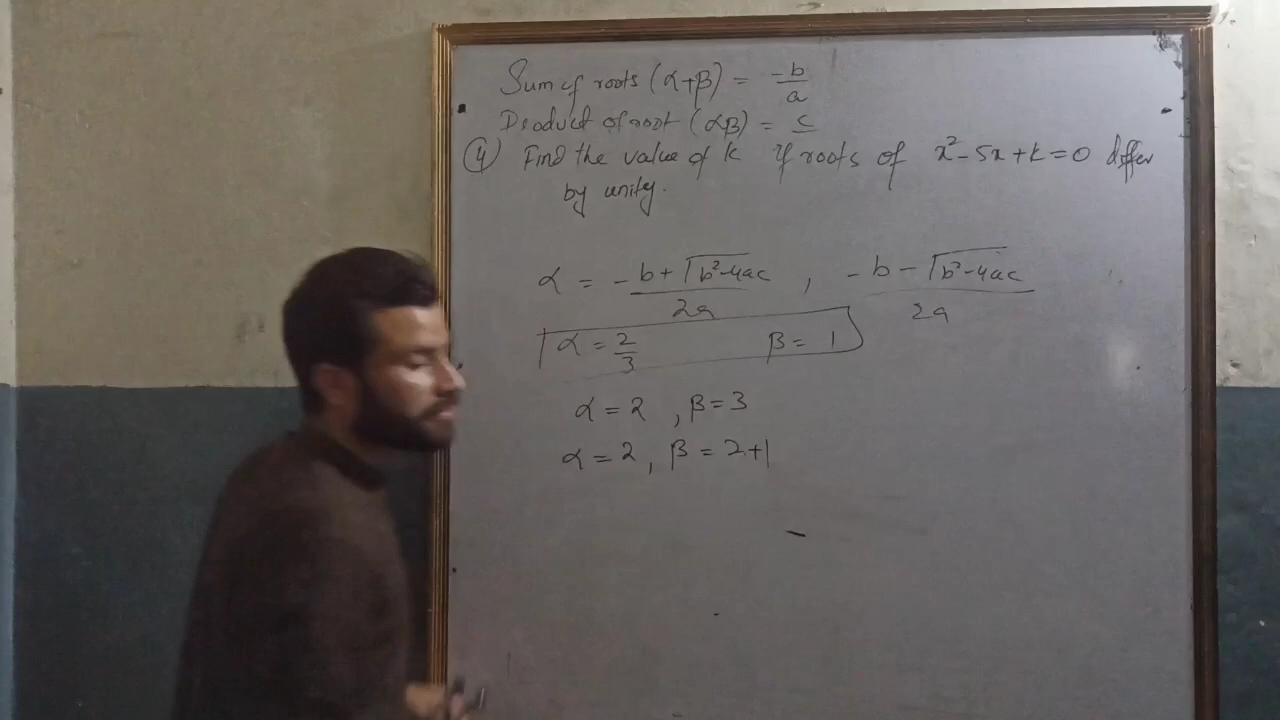 Sum of roots (α+β) = -b/a
Product of root (αβ) = c
(4) Find the value of k if roots of x²-5x+k=0 differ
by unity.
α = -b+√b²-4ac/2a , -b-√b²-4ac/2a
α = 2/3 β = 1
α = 2 , β = 3
α = 2 , β = 2+1